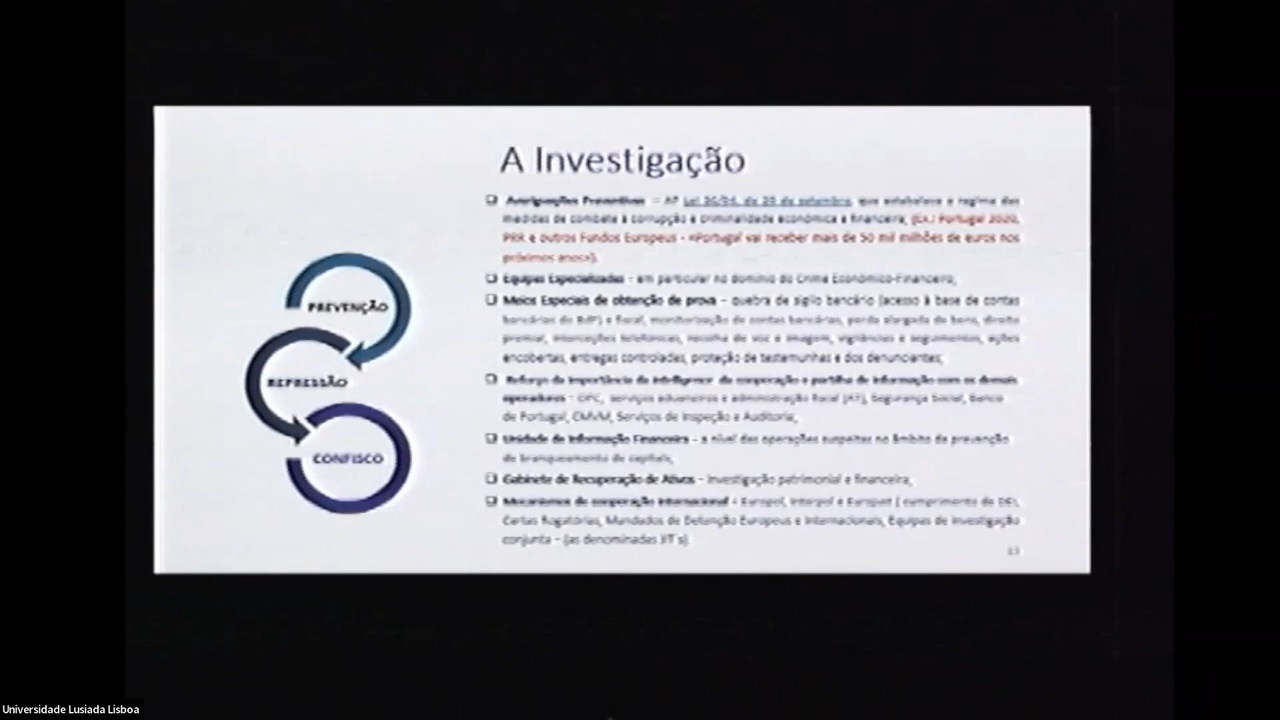 A Investigação
Averiguações Preventivas – AP Lei 36/94, de 29 de setembro, que estabelece o regime das
medidas de combate à corrupção e criminalidade económica e financeira, (Ex.: Portugal 2020,
PRR e outros Fundos Europeus - «Portugal vai receber mais de 50 mil milhões de euros nos
próximos anos»).
Equipas Especializadas – em particular no domínio do Crime Económico-Financeiro;
Meios Especiais de obtenção de prova – quebra de sigilo bancário (acesso à base de contas
bancárias do BdP) e fiscal, monitorização de contas bancárias, perda alargada de bens, direito
premial, interceções telefónicas, recolha de voz e imagem, vigilâncias e seguimentos, ações
encobertas, entregas controladas, proteção de testemunhas e dos denunciantes;
Reforço da importância da intelligence da cooperação e partilha de informação com os demais
operadores – OPC, serviços aduaneiros e administração fiscal (AT), Segurança Social, Banco
de Portugal, CMVM, Serviços de Inspeção e Auditoria;
Unidade de Informação Financeira – a nível das operações suspeitas no âmbito da prevenção
de branqueamento de capitais;
Gabinete de Recuperação de Ativos – Investigação patrimonial e financeira;
Mecanismos de cooperação internacional - Europol, Interpol e Eurojust ( cumprimento de DEI,
Cartas Rogatórias, Mandados de Detenção Europeus e Internacionais, Equipas de Investigação
conjunta – (as denominadas JIT's)
13
PREVENÇÃO
REPRESSÃO
CONFISCO
Universidade Lusiada Lisboa